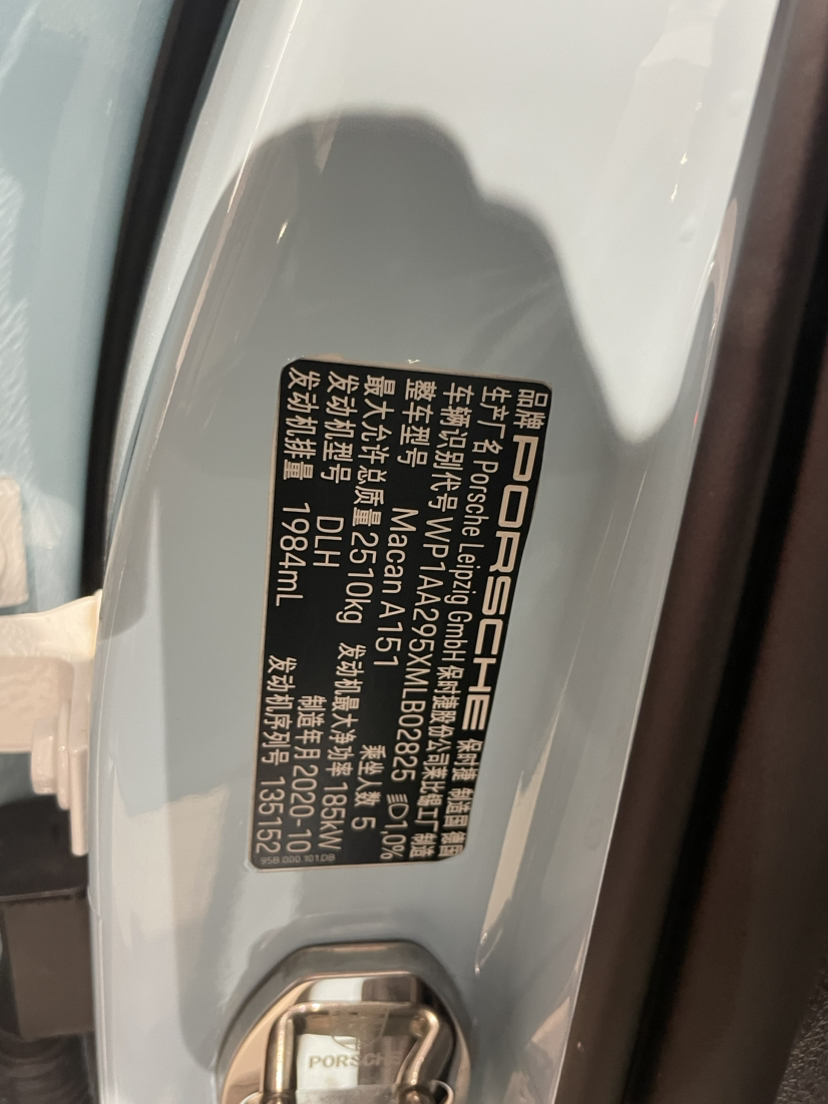 品牌 PORSCHE 保时捷 制造国 德国
生产厂名 Porsche Leipzig GmbH 保时捷股份公司莱比锡工厂 制造
车辆识别代号 WP1AA295XMLB02825
整车型号 Macan A151 1,0%
最大允许总质量 2510kg 乘坐人数 5
发动机型号 DLH 发动机最大净功率 185kW
制造年月 2020-10
发动机排量 1984mL 发动机序列号 135152
95B.000.101.DB
PORSCHE